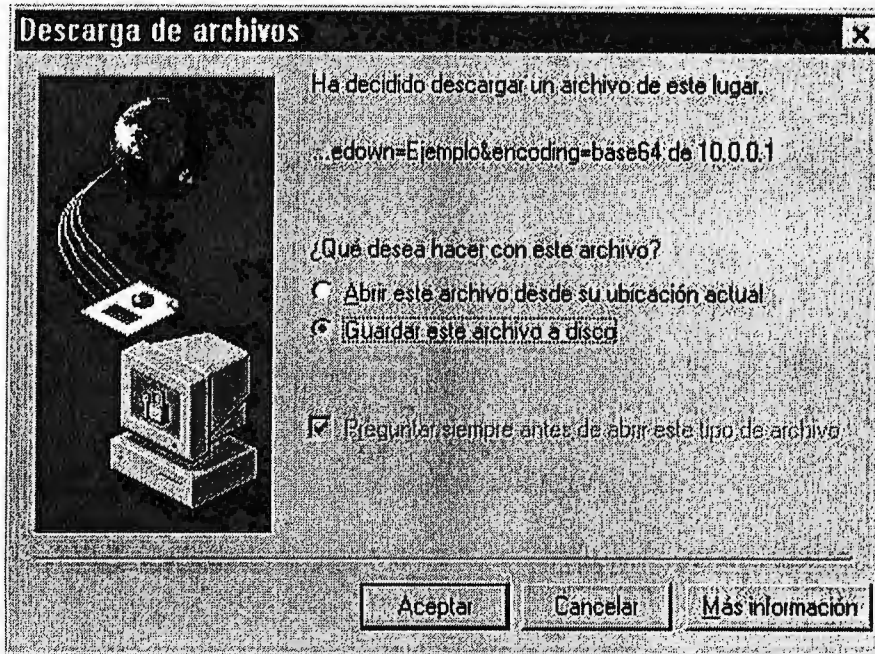 Descarga de archivos
Ha decidido descargar un archivo de este lugar.
...edown=Ejemplo&encoding=base64 de 10.0.0.1
¿Qué desea hacer con este archivo?
Abrir este archivo desde su ubicación actual
Guardar este archivo a disco
Preguntar siempre antes de abrir este tipo de archivo
Aceptar
Cancelar
Más información